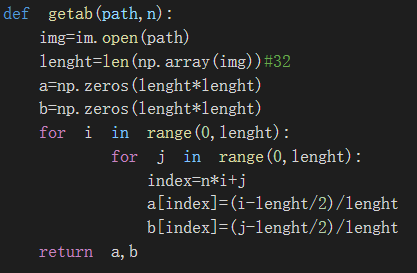 def getab(path,n):
    img=im.open(path)
    lenght=len(np.array(img))#32
    a=np.zeros(lenght*lenght)
    b=np.zeros(lenght*lenght)
    for i in range(0,lenght):
            for j in range(0,lenght):
                index=n*i+j
                a[index]=(i-lenght/2)/lenght
                b[index]=(j-lenght/2)/lenght
    return a,b